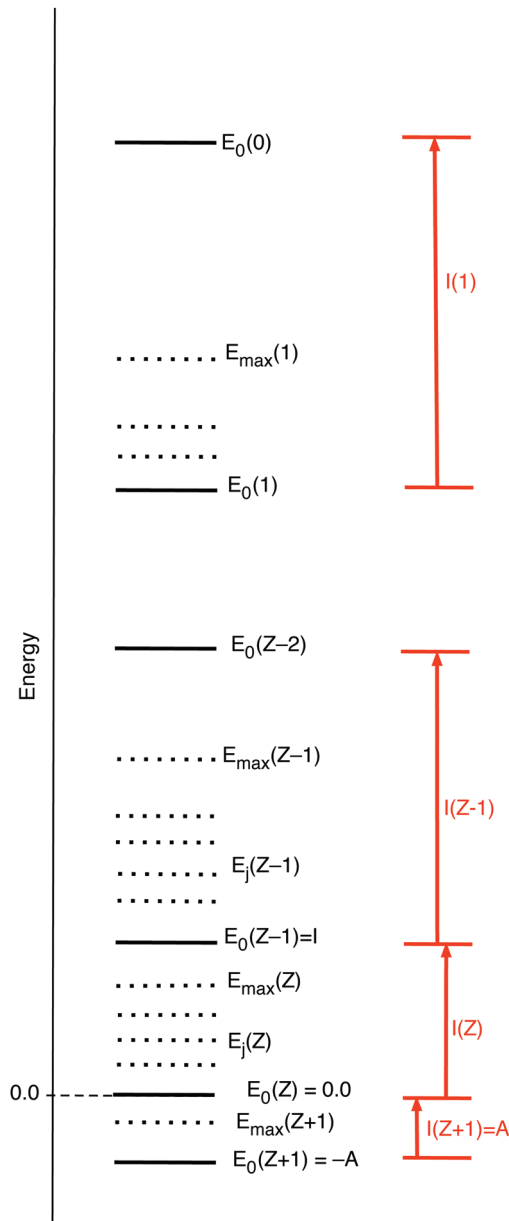 E₀(0)
I(1)
Eₘₐₓ(1)
E₀(1)
Energy
E₀(Z–2)
Eₘₐₓ(Z–1)
I(Z-1)
Eⱼ(Z–1)
E₀(Z–1)=I
Eₘₐₓ(Z)
I(Z)
Eⱼ(Z)
0.0
E₀(Z) = 0.0
Eₘₐₓ(Z+1)
I(Z+1)=A
E₀(Z+1) = –A